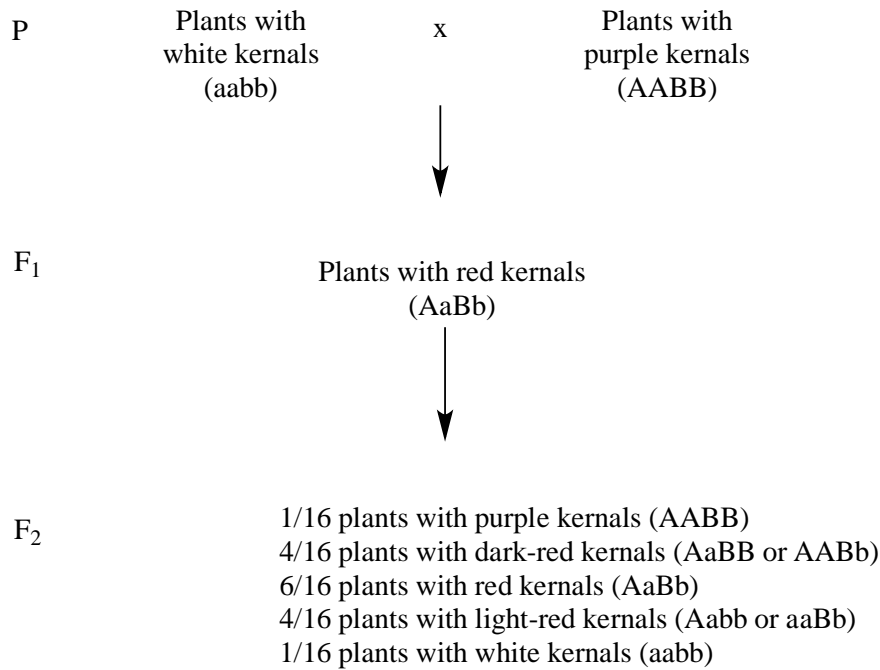 P
Plants with
white kernals
(aabb)
x
Plants with
purple kernals
(AABB)
F₁
Plants with red kernals
(AaBb)
F₂
1/16 plants with purple kernals (AABB)
4/16 plants with dark-red kernals (AaBB or AABb)
6/16 plants with red kernals (AaBb)
4/16 plants with light-red kernals (Aabb or aaBb)
1/16 plants with white kernals (aabb)